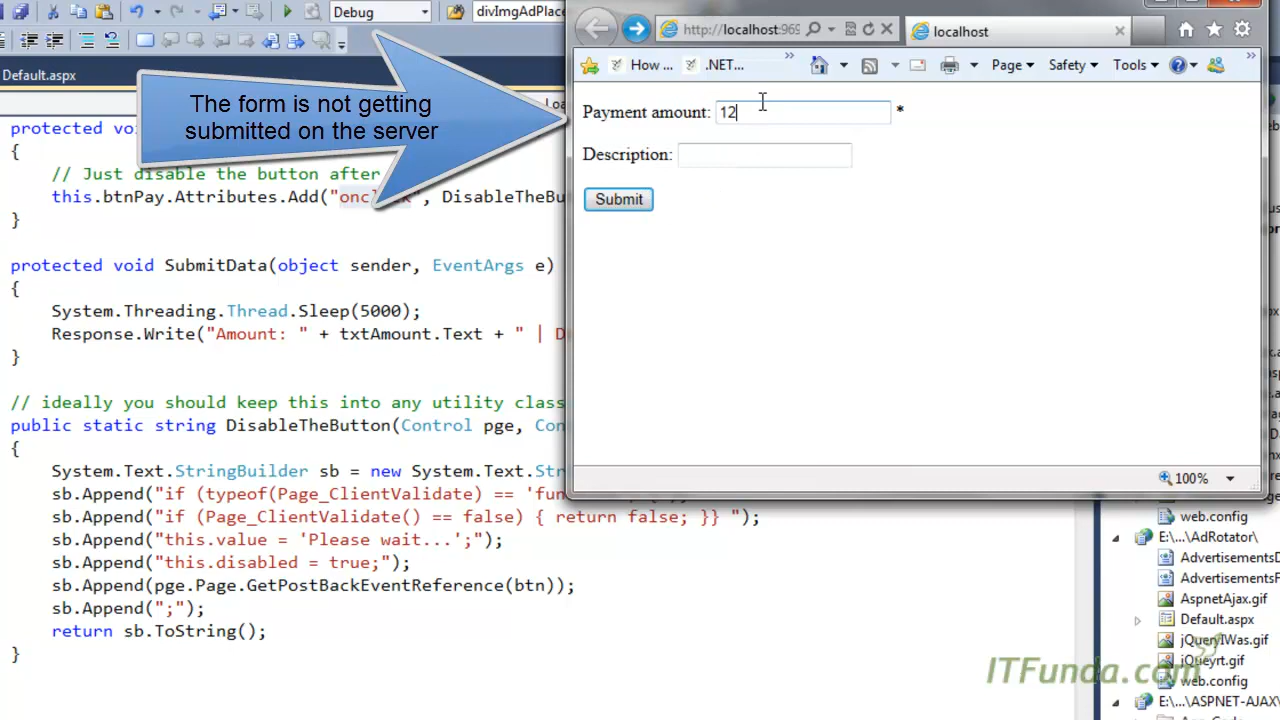 Debug
divImgAdPlace
Default.aspx
The form is not getting
submitted on the server
http://localhost:969
localhost
How ...
.NET...
Page
Safety
Tools
Payment amount: 12 *
Description:
Submit
100%
protected
{
// Just disable the button after
this.btnPay.Attributes.Add("onclick", DisableTheBu
}
protected void SubmitData(object sender, EventArgs e)
{
System.Threading.Thread.Sleep(5000);
Response.Write("Amount: " + txtAmount.Text + " | D
}
// ideally you should keep this into any utility class
public static string DisableTheButton(Control pge, Con
{
System.Text.StringBuilder sb = new System.Text.Str
sb.Append("if (typeof(Page_ClientValidate) == 'fun
sb.Append("if (Page_ClientValidate() == false) { return false; }} ");
sb.Append("this.value = 'Please wait...';");
sb.Append("this.disabled = true;");
sb.Append(pge.Page.GetPostBackEventReference(btn));
sb.Append(";");
return sb.ToString();
}
web.config
E:\...\AdRotator\
AdvertisementsD
AdvertisementsF
AspnetAjax.gif
Default.aspx
jQueryIWas.gif
jQueyrt.gif
web.config
E:\...\ASPNET-AJAX\
ITFunda.com